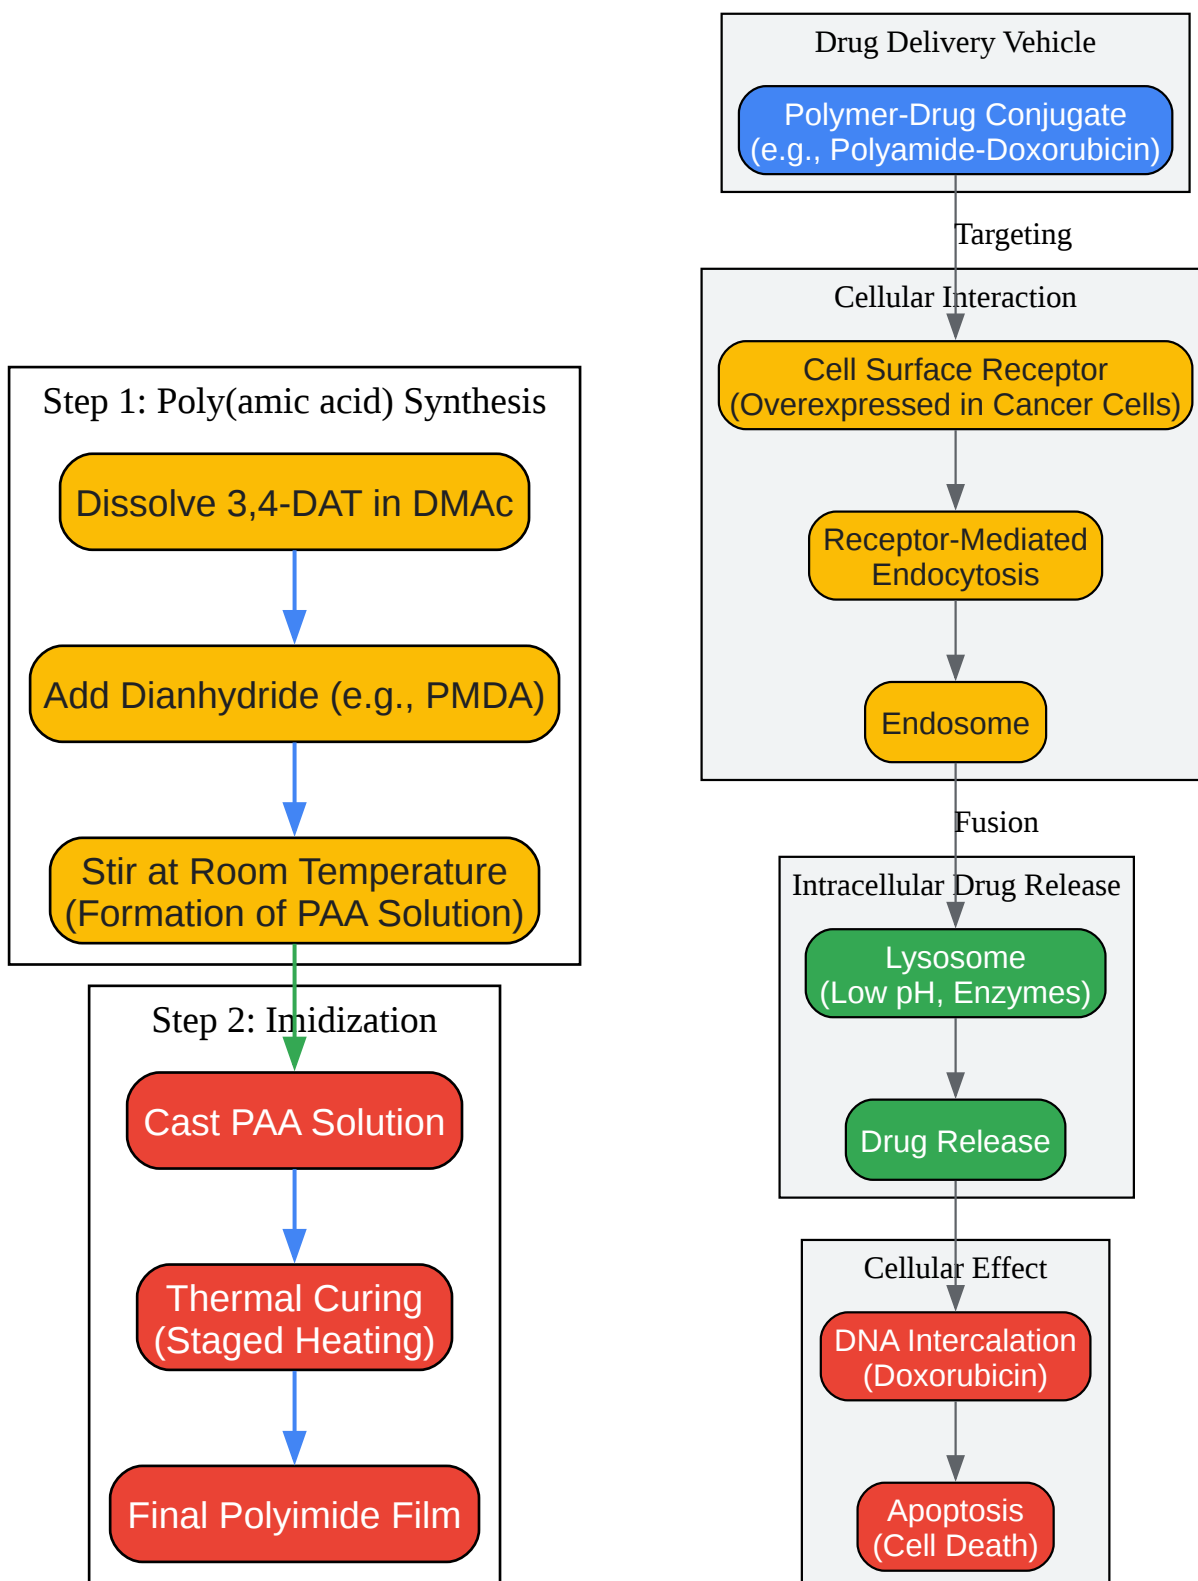 Step 1: Poly(amic acid) Synthesis
Dissolve 3,4-DAT in DMAc
Add Dianhydride (e.g., PMDA)
Stir at Room Temperature
(Formation of PAA Solution)
Step 2: Imidization
Cast PAA Solution
Thermal Curing
(Staged Heating)
Final Polyimide Film
Drug Delivery Vehicle
Polymer-Drug Conjugate
(e.g., Polyamide-Doxorubicin)
Targeting
Cellular Interaction
Cell Surface Receptor
(Overexpressed in Cancer Cells)
Receptor-Mediated
Endocytosis
Endosome
Fusion
Intracellular Drug Release
Lysosome
(Low pH, Enzymes)
Drug Release
Cellular Effect
DNA Intercalation
(Doxorubicin)
Apoptosis
(Cell Death)